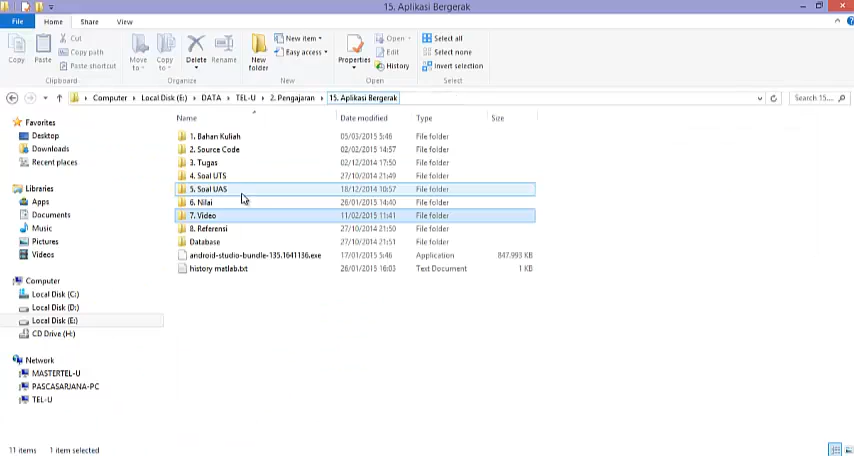 15. Aplikasi Bergerak
File Home Share View
Copy Paste Cut Copy path Paste shortcut Clipboard
Move to Copy to Delete Rename Organize
New folder New item Easy access New
Properties Open Edit History Open
Select all Select none Invert selection Select
Computer Local Disk (E:) DATA TEL-U 2. Pengajaran 15. Aplikasi Bergerak Search 15....
Name Date modified Type Size
Favorites
Desktop
Downloads
Recent places
Libraries
Apps
Documents
Music
Pictures
Videos
Computer
Local Disk (C:)
Local Disk (D:)
Local Disk (E:)
CD Drive (H:)
Network
MASTERTEL-U
PASCASARJANA-PC
TEL-U
1. Bahan Kuliah 05/03/2015 5:46 File folder
2. Source Code 02/02/2015 14:57 File folder
3. Tugas 02/12/2014 17:50 File folder
4. Soal UTS 27/10/2014 21:49 File folder
5. Soal UAS 18/12/2014 10:57 File folder
6. Nilai 26/01/2015 14:40 File folder
7. Video 11/02/2015 11:41 File folder
8. Referensi 27/10/2014 21:50 File folder
Database 27/10/2014 21:51 File folder
android-studio-bundle-135.1641136.exe 17/01/2015 5:46 Application 847.993 KB
history matlab.txt 26/01/2015 16:03 Text Document 1 KB
11 items 1 item selected